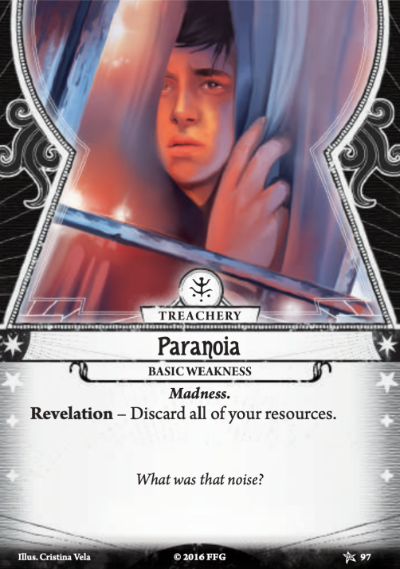 TREACHERY
Paranoia
BASIC WEAKNESS
Madness.
Revelation – Discard all of your resources.
What was that noise?
Illus. Cristina Vela © 2016 FFG 97